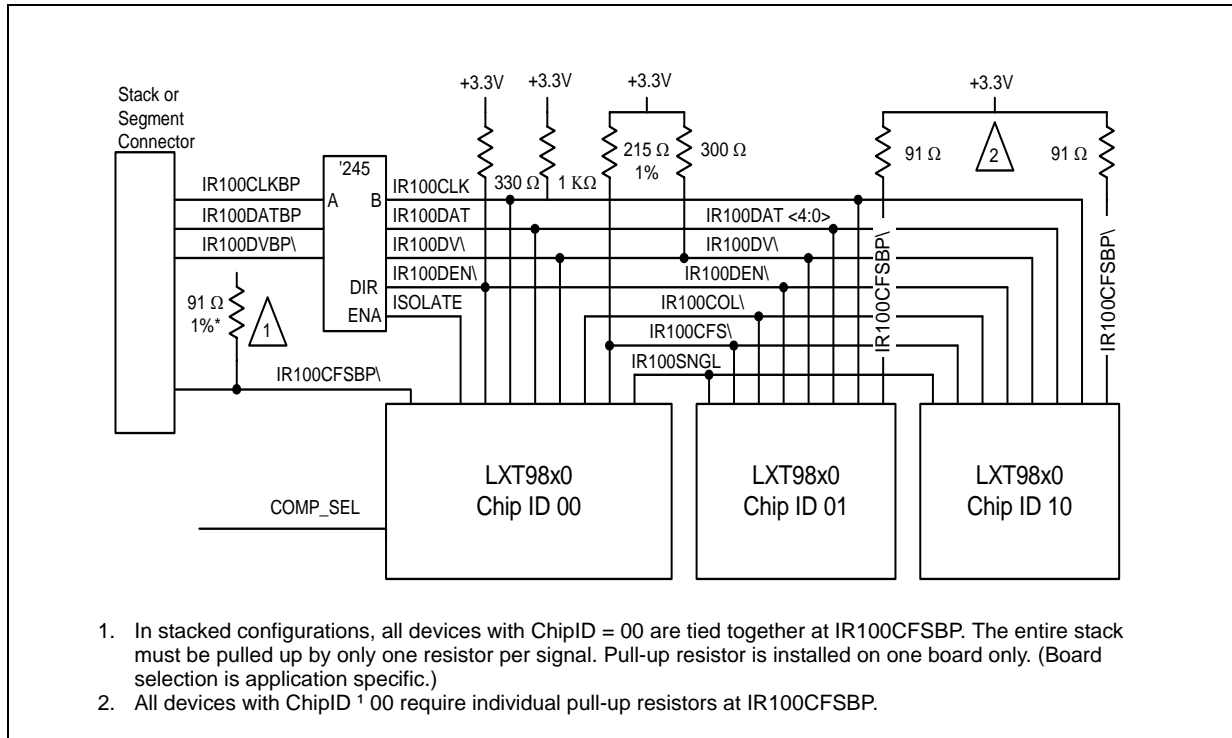 +3.3V
+3.3V
+3.3V
+3.3V
Stack or
Segment
Connector
'245
330 Ω
1 KΩ
215 Ω
1%
300 Ω
91 Ω
2
91 Ω
IR100CLKBP
A
B
IR100CLK
IR100DATBP
IR100DAT
IR100DAT <4:0>
IR100DVBP\
IR100DV\
IR100DV\
IR100DEN\
IR100DEN\
DIR
ENA
ISOLATE
91 Ω
1%*
1
IR100COL\
IR100CFS\
IR100SNGL
IR100CFSBP\
IR100CFSBP\
IR100CFSBP\
LXT98x0
Chip ID 00
LXT98x0
Chip ID 01
LXT98x0
Chip ID 10
COMP_SEL
1. In stacked configurations, all devices with ChipID = 00 are tied together at IR100CFSBP. The entire stack
must be pulled up by only one resistor per signal. Pull-up resistor is installed on one board only. (Board
selection is application specific.)
2. All devices with ChipID ¹ 00 require individual pull-up resistors at IR100CFSBP.